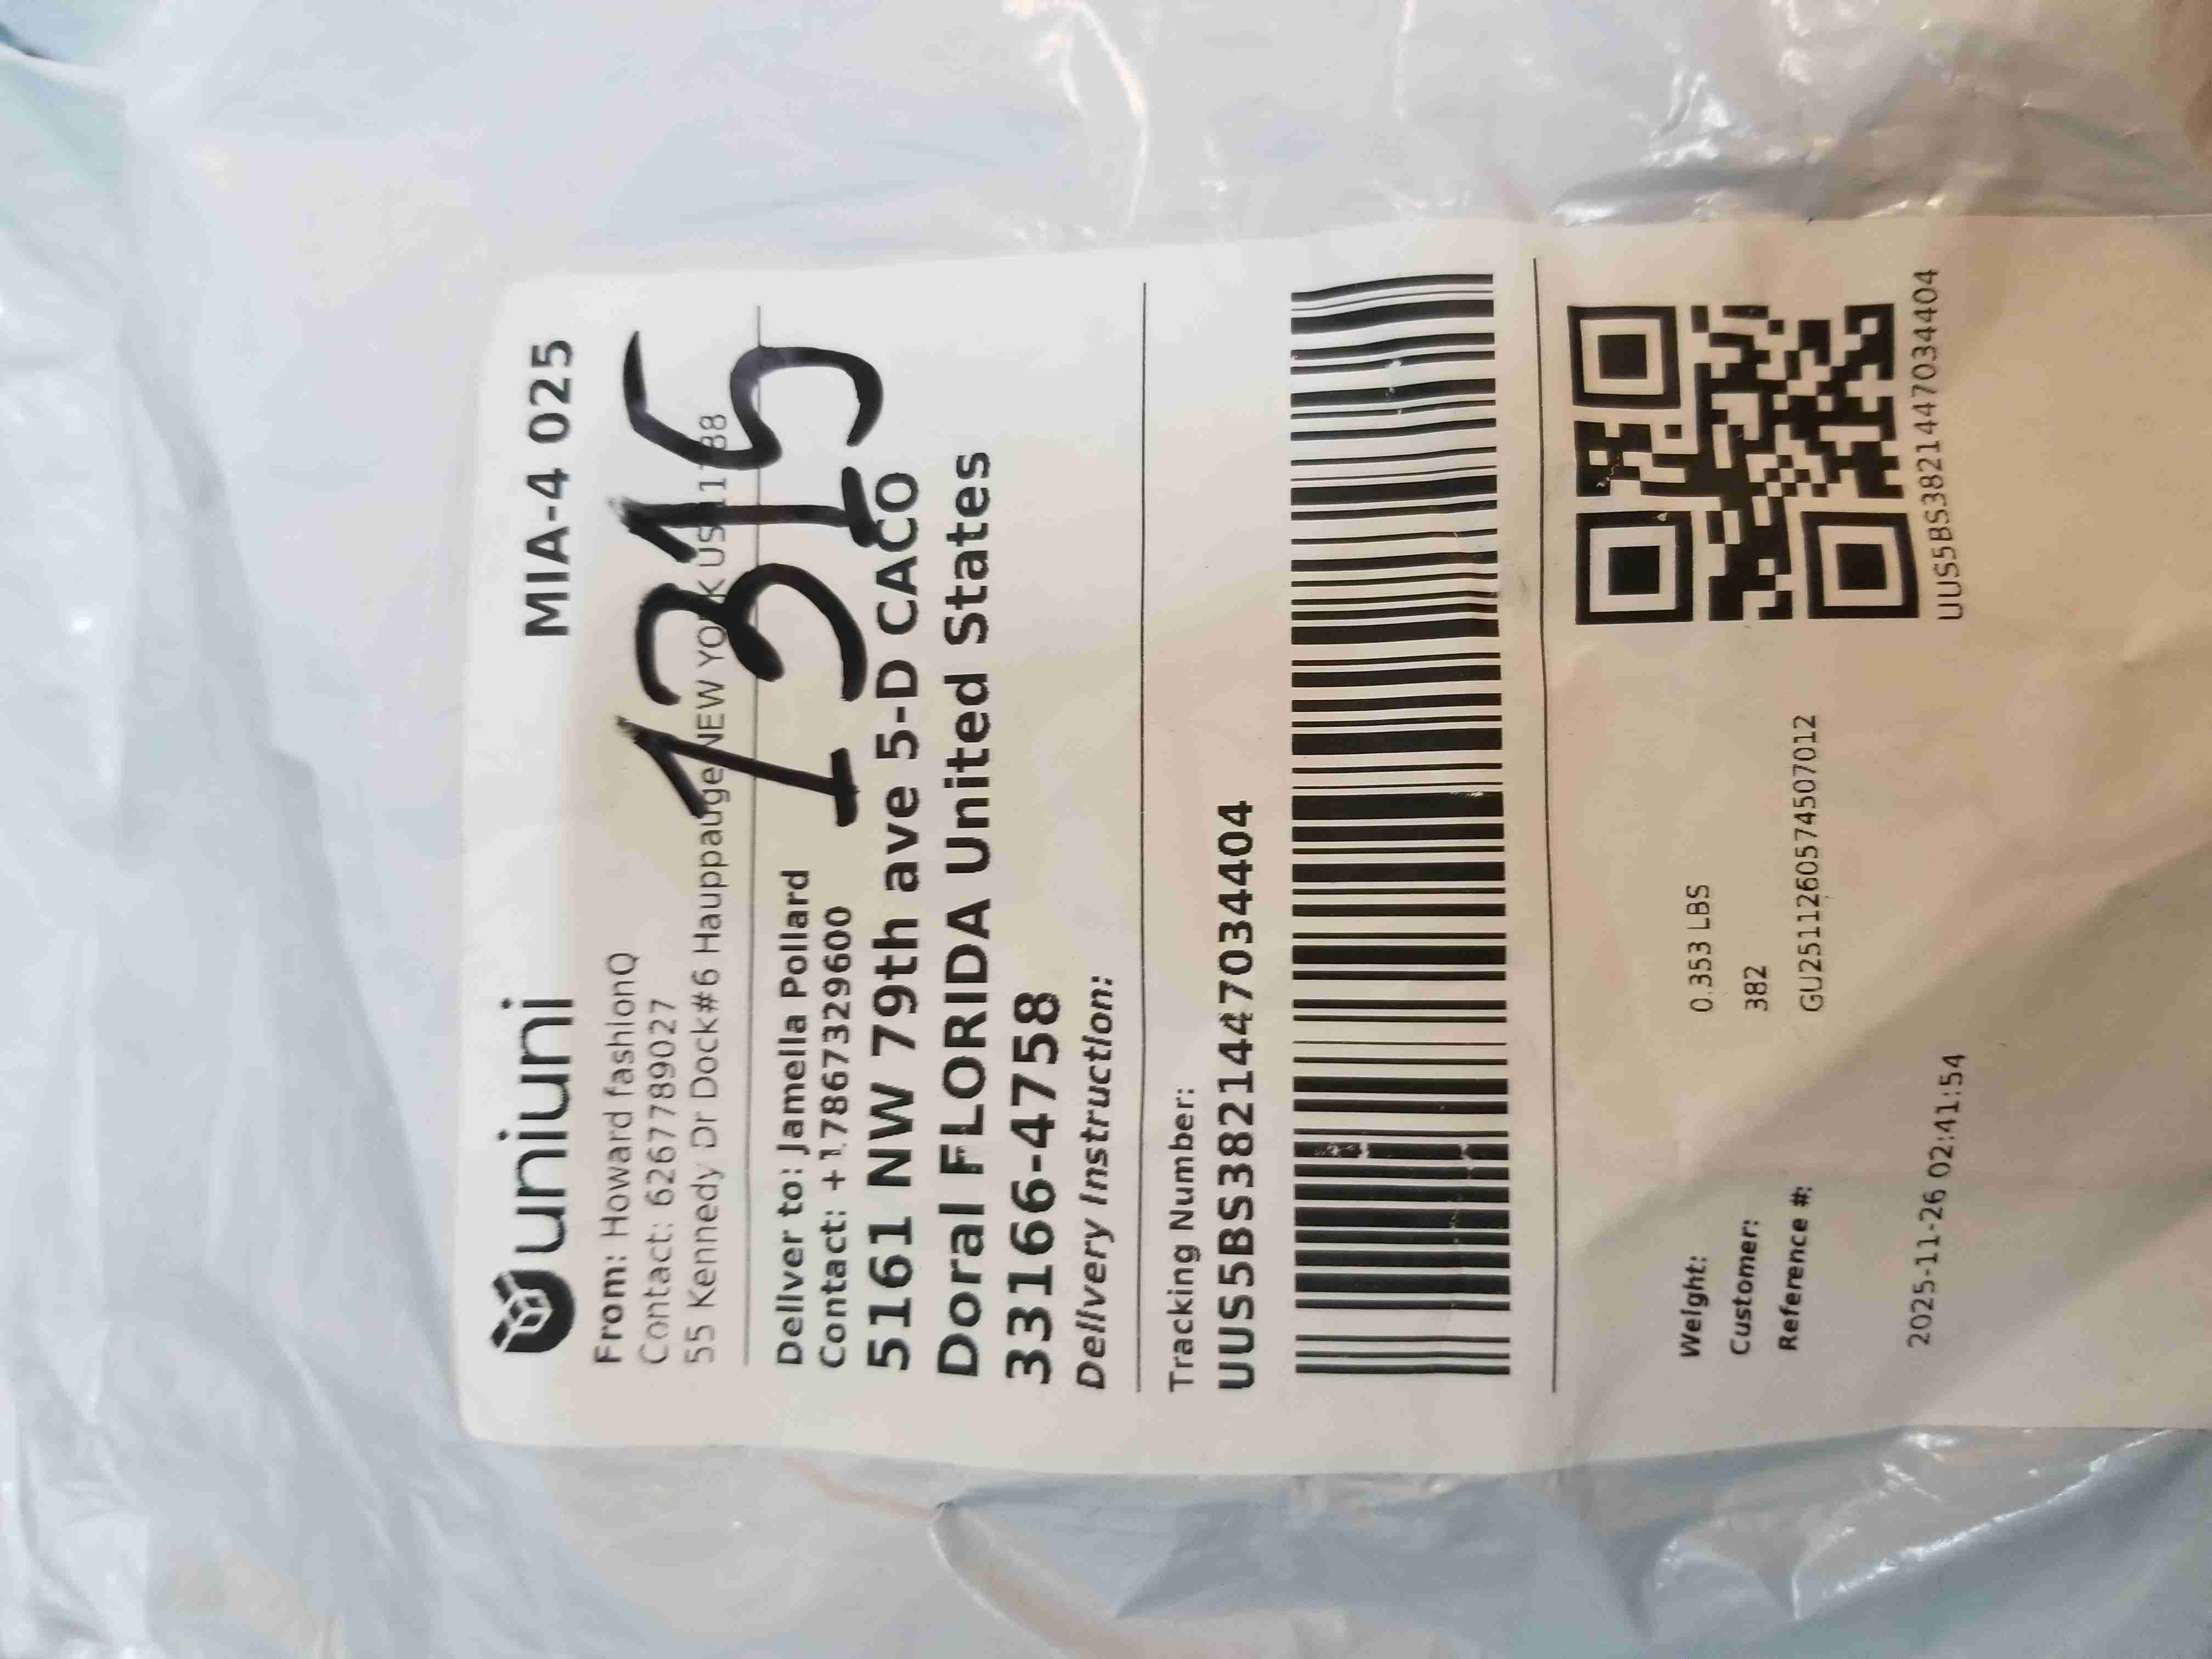 uniuni
MIA-4 025
From: Howard fashionQ
Contact: 6267789027
55 Kennedy Dr Dock#6 Hauppauge NEW YORK US
1315
Deliver to: Jamella Pollard
Contact: +17867329600
5161 NW 79th ave 5-D CACO
Doral FLORIDA United States
33166-4758
Delivery Instruction:
Tracking Number:
UUS5BS3821447034404
Weight: 0.353 LBS
Customer: 382
Reference #: GU251126057450​7012
2025-11-26 02:41:54
UUS5BS3821447034404